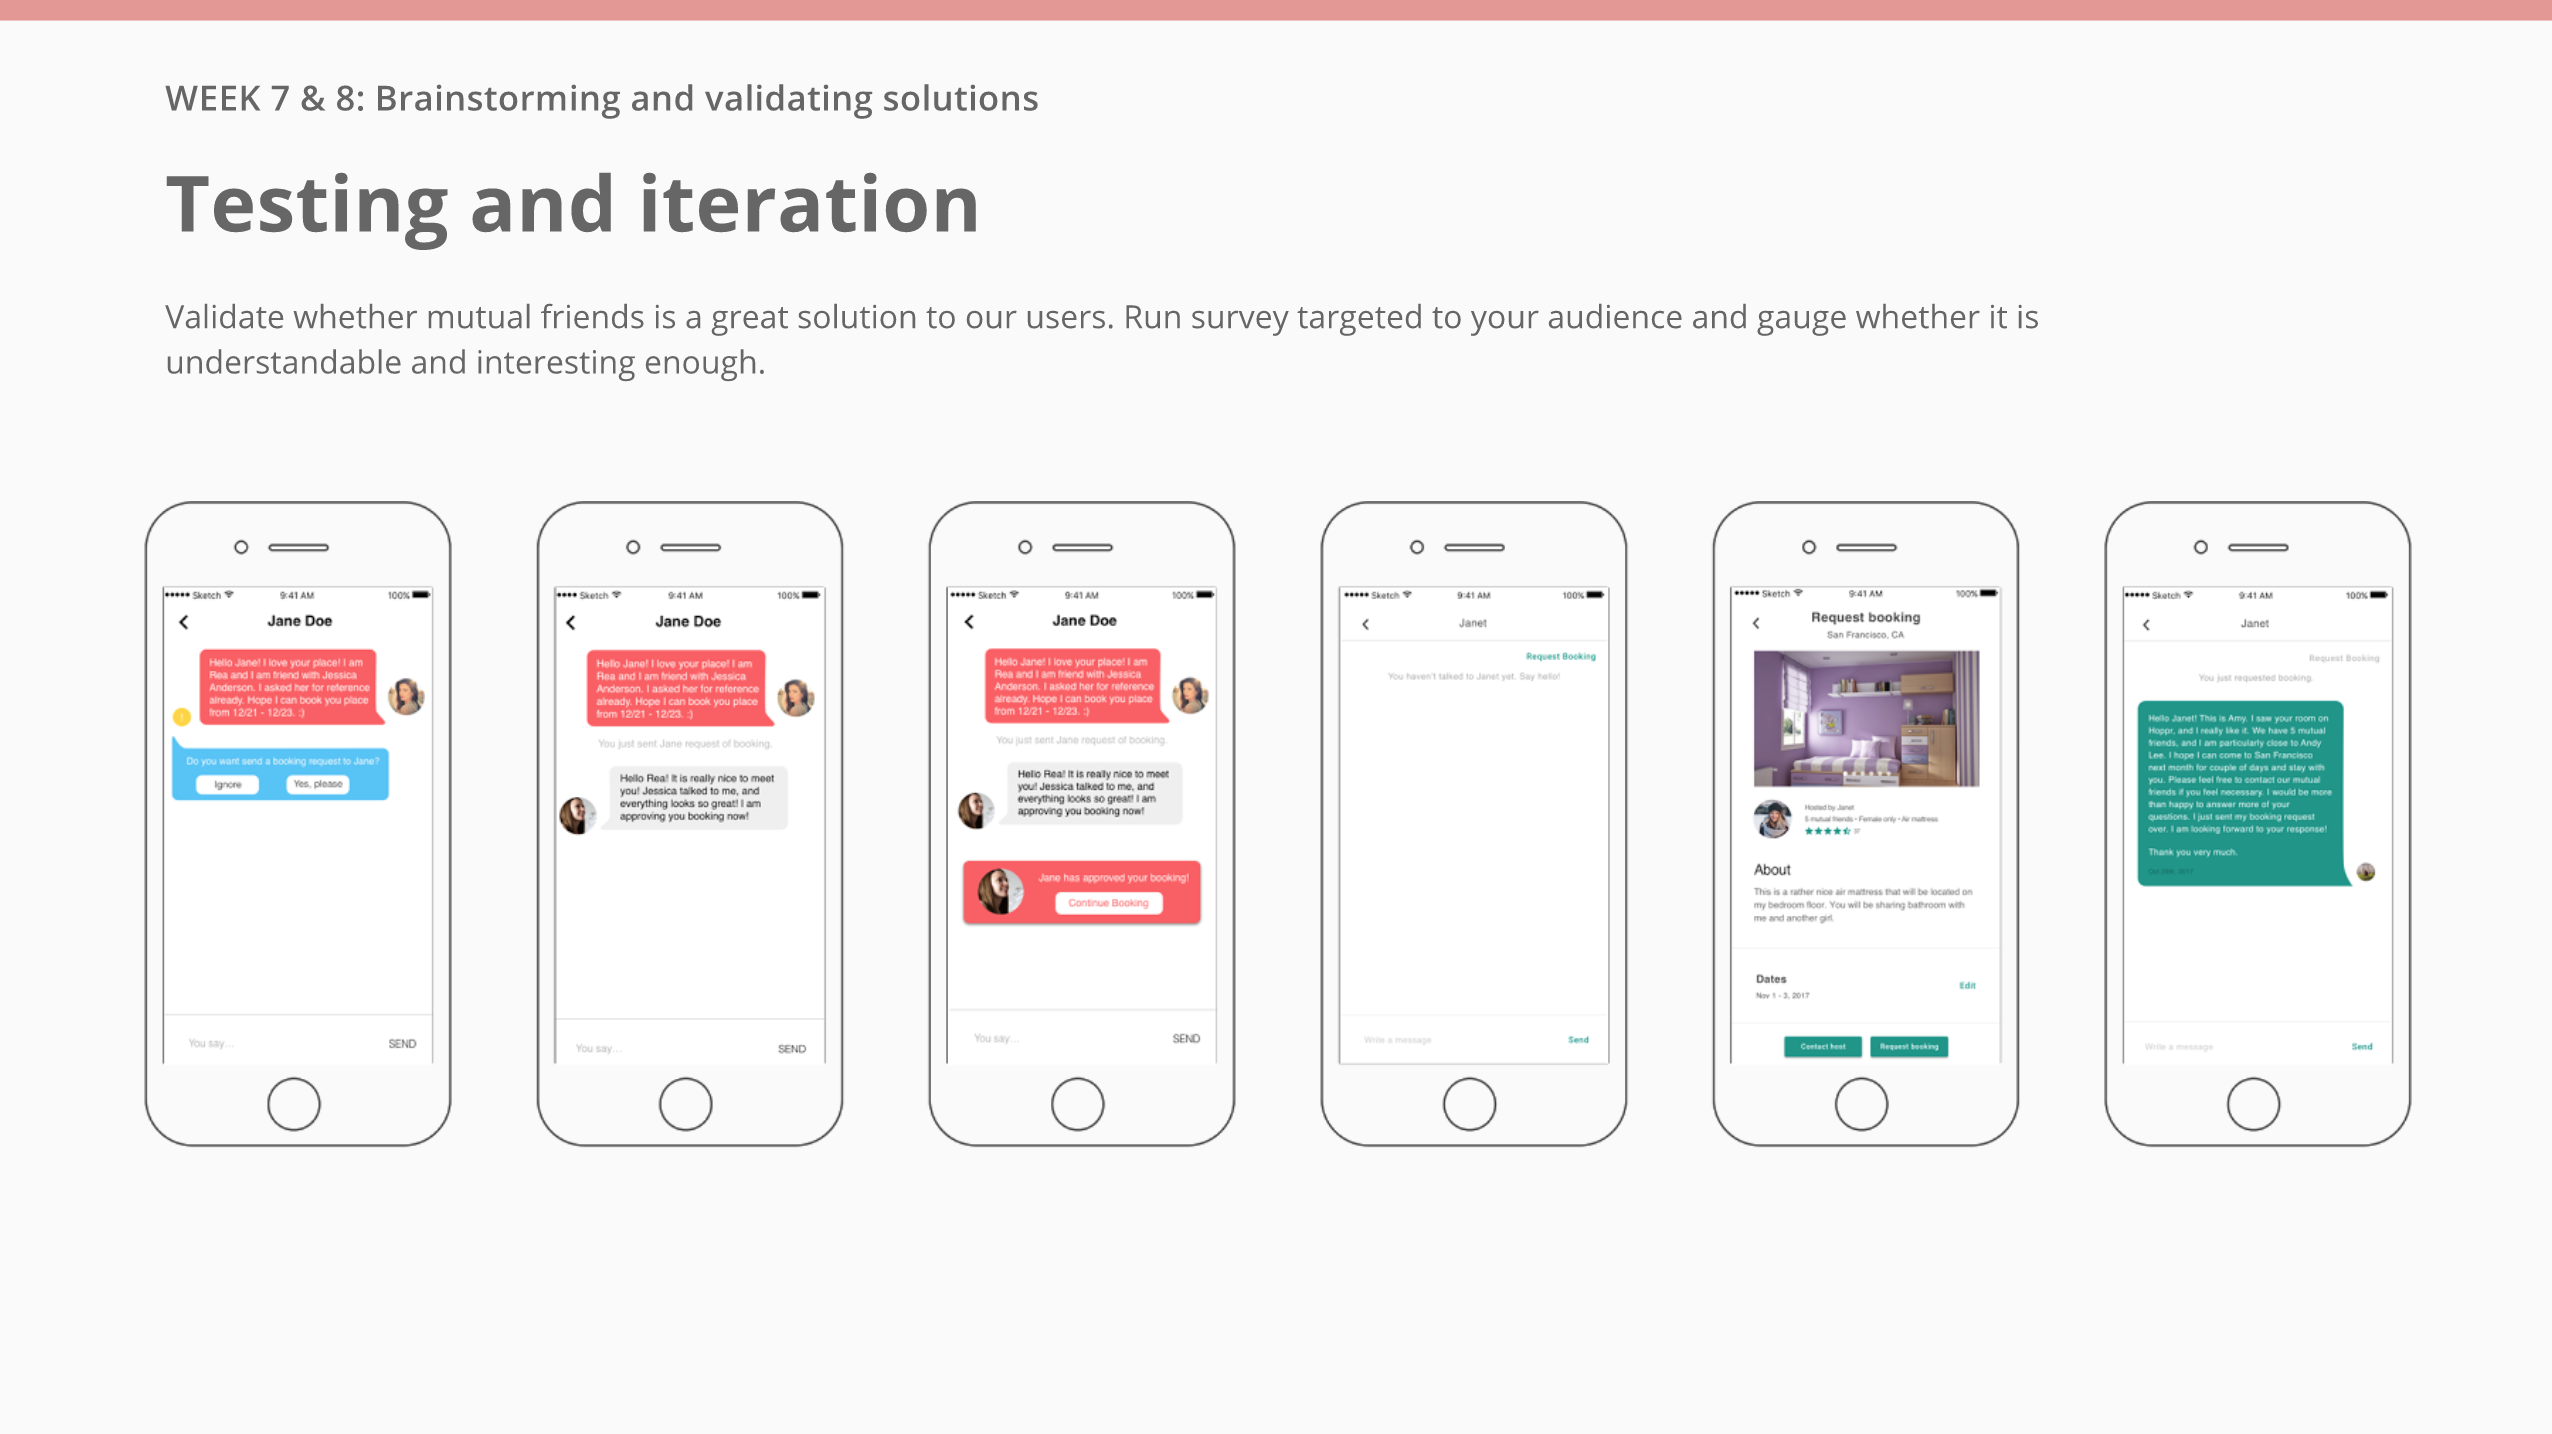 WEEK 7 & 8: Brainstorming and validating solutions
Testing and iteration
Validate whether mutual friends is a great solution to our users. Run survey targeted to your audience and gauge whether it is
understandable and interesting enough.
Sketch 9:41 AM 100%
Jane Doe
Hello Jane! I love your place! I am
Rea and I am friend with Jessica
Anderson. I asked her for reference
already. Hope I can book you place
from 12/21 - 12/23. :)
Do you want send a booking request to Jane?
Ignore Yes, please
You say... SEND
Sketch 9:41 AM 100%
Jane Doe
Hello Jane! I love your place! I am
Rea and I am friend with Jessica
Anderson. I asked her for reference
already. Hope I can book you place
from 12/21 - 12/23. :)
You just sent Jane request of booking.
Hello Rea! It is really nice to meet
you! Jessica talked to me, and
everything looks so great! I am
approving you booking now!
You say... SEND
Sketch 9:41 AM 100%
Jane Doe
Hello Jane! I love your place! I am
Rea and I am friend with Jessica
Anderson. I asked her for reference
already. Hope I can book you place
from 12/21 - 12/23. :)
You just sent Jane request of booking.
Hello Rea! It is really nice to meet
you! Jessica talked to me, and
everything looks so great! I am
approving you booking now!
Jane has approved your booking!
Continue Booking
You say... SEND
Sketch 9:41 AM 100%
Janet
Request Booking
You haven't talked to Janet yet. Say hello!
Write a message Send
Sketch 9:41 AM 100%
Request booking
San Francisco, CA
Hosted by Janet
5 mutual friends • Female only • Air mattress
About
This is a rather nice air mattress that will be located on
my bedroom floor. You will be sharing bathroom with
me and another girl.
Dates
Nov 1 - 3, 2017
Edit
Contact host Request booking
Sketch 9:41 AM 100%
Janet
Request Booking
You just requested booking.
Hello Janet! This is Amy. I saw your room on
Hoppr, and I really like it. We have 5 mutual
friends, and I am particularly close to Andy
Lee. I hope I can come to San Francisco
next month for couple of days and stay with
you. Please feel free to contact our mutual
friends if you feel necessary. I would be more
than happy to answer more of your
questions. I just sent my booking request
over. I am looking forward to your response!
Thank you very much.
Write a message Send